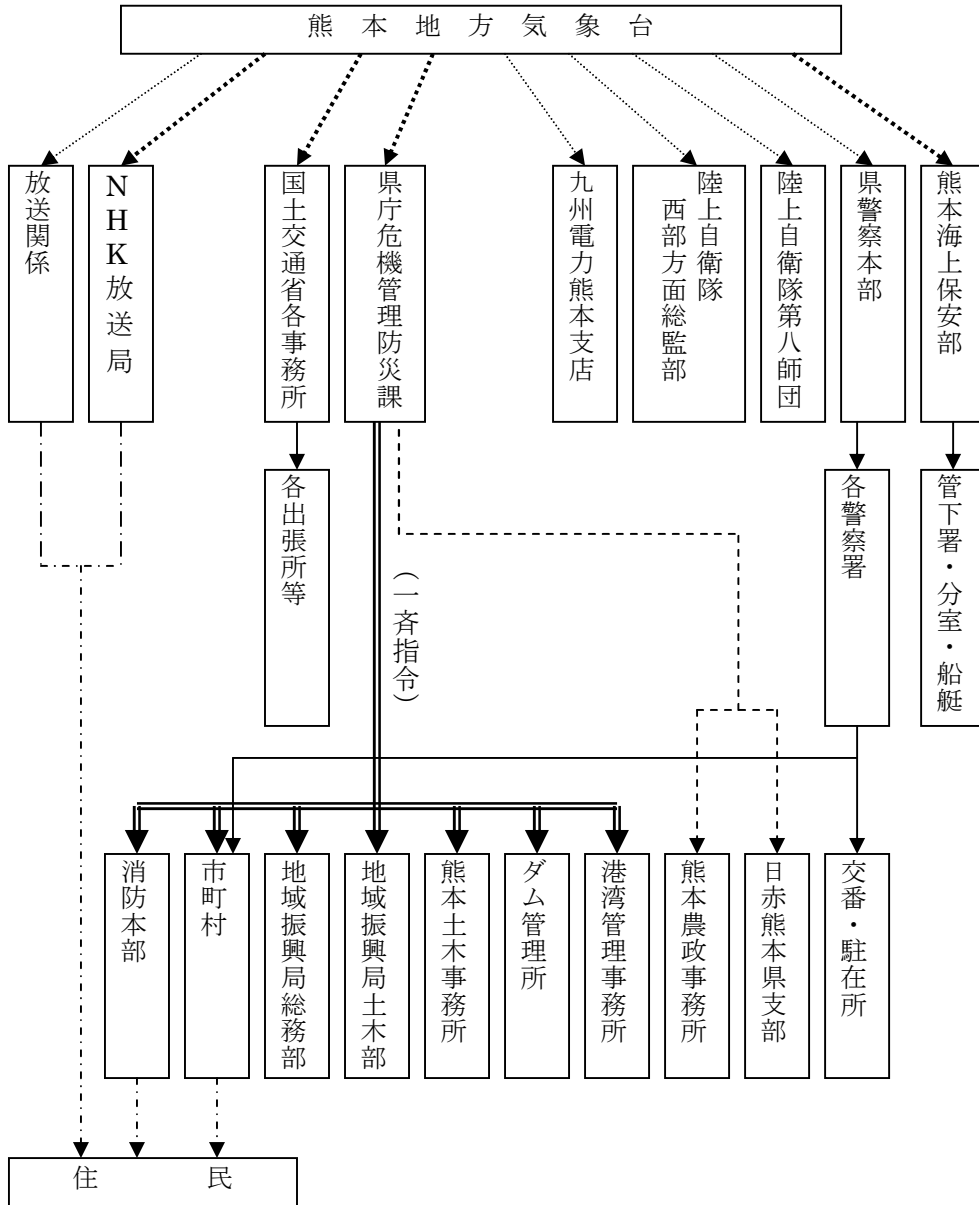 熊本地方気象台
放送関係
NHK放送局
国土交通省各事務所
県庁危機管理防災課
九州電力熊本支店
陸上自衛隊
西部方面総監部
陸上自衛隊第八師団
県警察本部
熊本海上保安部
各出張所等
(一斉指令)
各警察署
管下署・分室・船艇
消防本部
市町村
地域振興局総務部
地域振興局土木部
熊本土木事務所
ダム管理所
港湾管理事務所
熊本農政事務所
日赤熊本県支部
交番・駐在所
住民